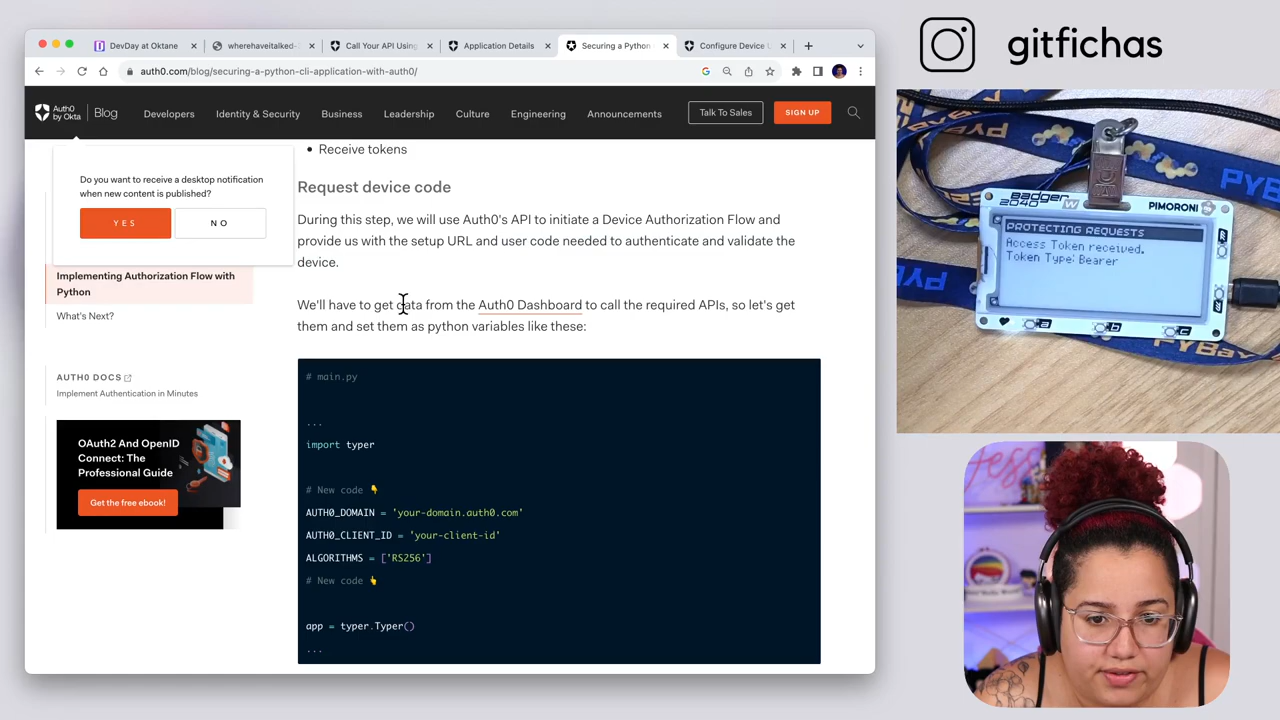 DevDay at Oktane
wherehaveitalked-
Call Your API Using
Application Details
Securing a Python
Configure Device U
auth0.com/blog/securing-a-python-cli-application-with-auth0/
Auth0 by Okta
Blog
Developers
Identity & Security
Business
Leadership
Culture
Engineering
Announcements
Talk To Sales
SIGN UP
Do you want to receive a desktop notification
when new content is published?
YES
NO
Implementing Authorization Flow with
Python
What's Next?
AUTH0 DOCS
Implement Authentication in Minutes
OAuth2 And OpenID
Connect: The
Professional Guide
Get the free ebook!
• Receive tokens
Request device code
During this step, we will use Auth0's API to initiate a Device Authorization Flow and
provide us with the setup URL and user code needed to authenticate and validate the
device.
We'll have to get data from the Auth0 Dashboard to call the required APIs, so let's get
them and set them as python variables like these:
# main.py
...
import typer
# New code 👇
AUTH0_DOMAIN = 'your-domain.auth0.com'
AUTH0_CLIENT_ID = 'your-client-id'
ALGORITHMS = ['RS256']
# New code 👆
app = typer.Typer()
...
gitfichas
Badger
2040 W
PIMORONI
PROTECTING REQUESTS
Access Token received.
Token Type: Bearer
a
b
c
PYBAY
PYBay